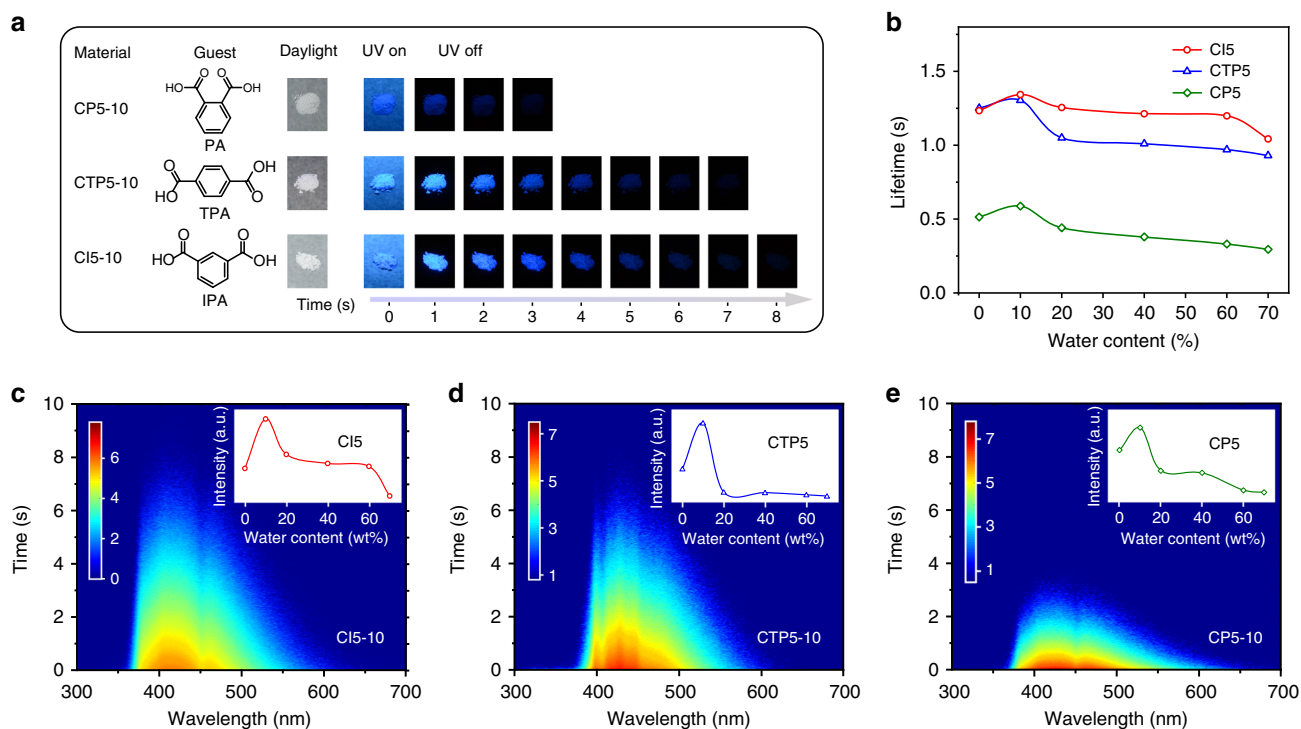 a
Material Guest Daylight UV on UV off
O O
HO OH
CP5-10
PA
O OH
CTP5-10
HO O
TPA
O O
CI5-10
HO OH
IPA
Time (s)
0 1 2 3 4 5 6 7 8
b
CI5
CTP5
CP5
Lifetime (s)
1.5
1.0
0.5
0.0
0 10 20 30 40 50 60 70
Water content (%)
c
Time (s)
10
8
6
4
2
0
6
4
2
0
Intensity (a.u.)
CI5
0 20 40 60
Water content (wt%)
CI5-10
300 400 500 600 700
Wavelength (nm)
d
Time (s)
10
8
6
4
2
0
7
5
3
1
Intensity (a.u.)
CTP5
0 20 40 60
Water content (wt%)
CTP5-10
300 400 500 600 700
Wavelength (nm)
e
Time (s)
10
8
6
4
2
0
7
5
3
1
Intensity (a.u.)
CP5
0 20 40 60
Water content (wt%)
CP5-10
300 400 500 600 700
Wavelength (nm)